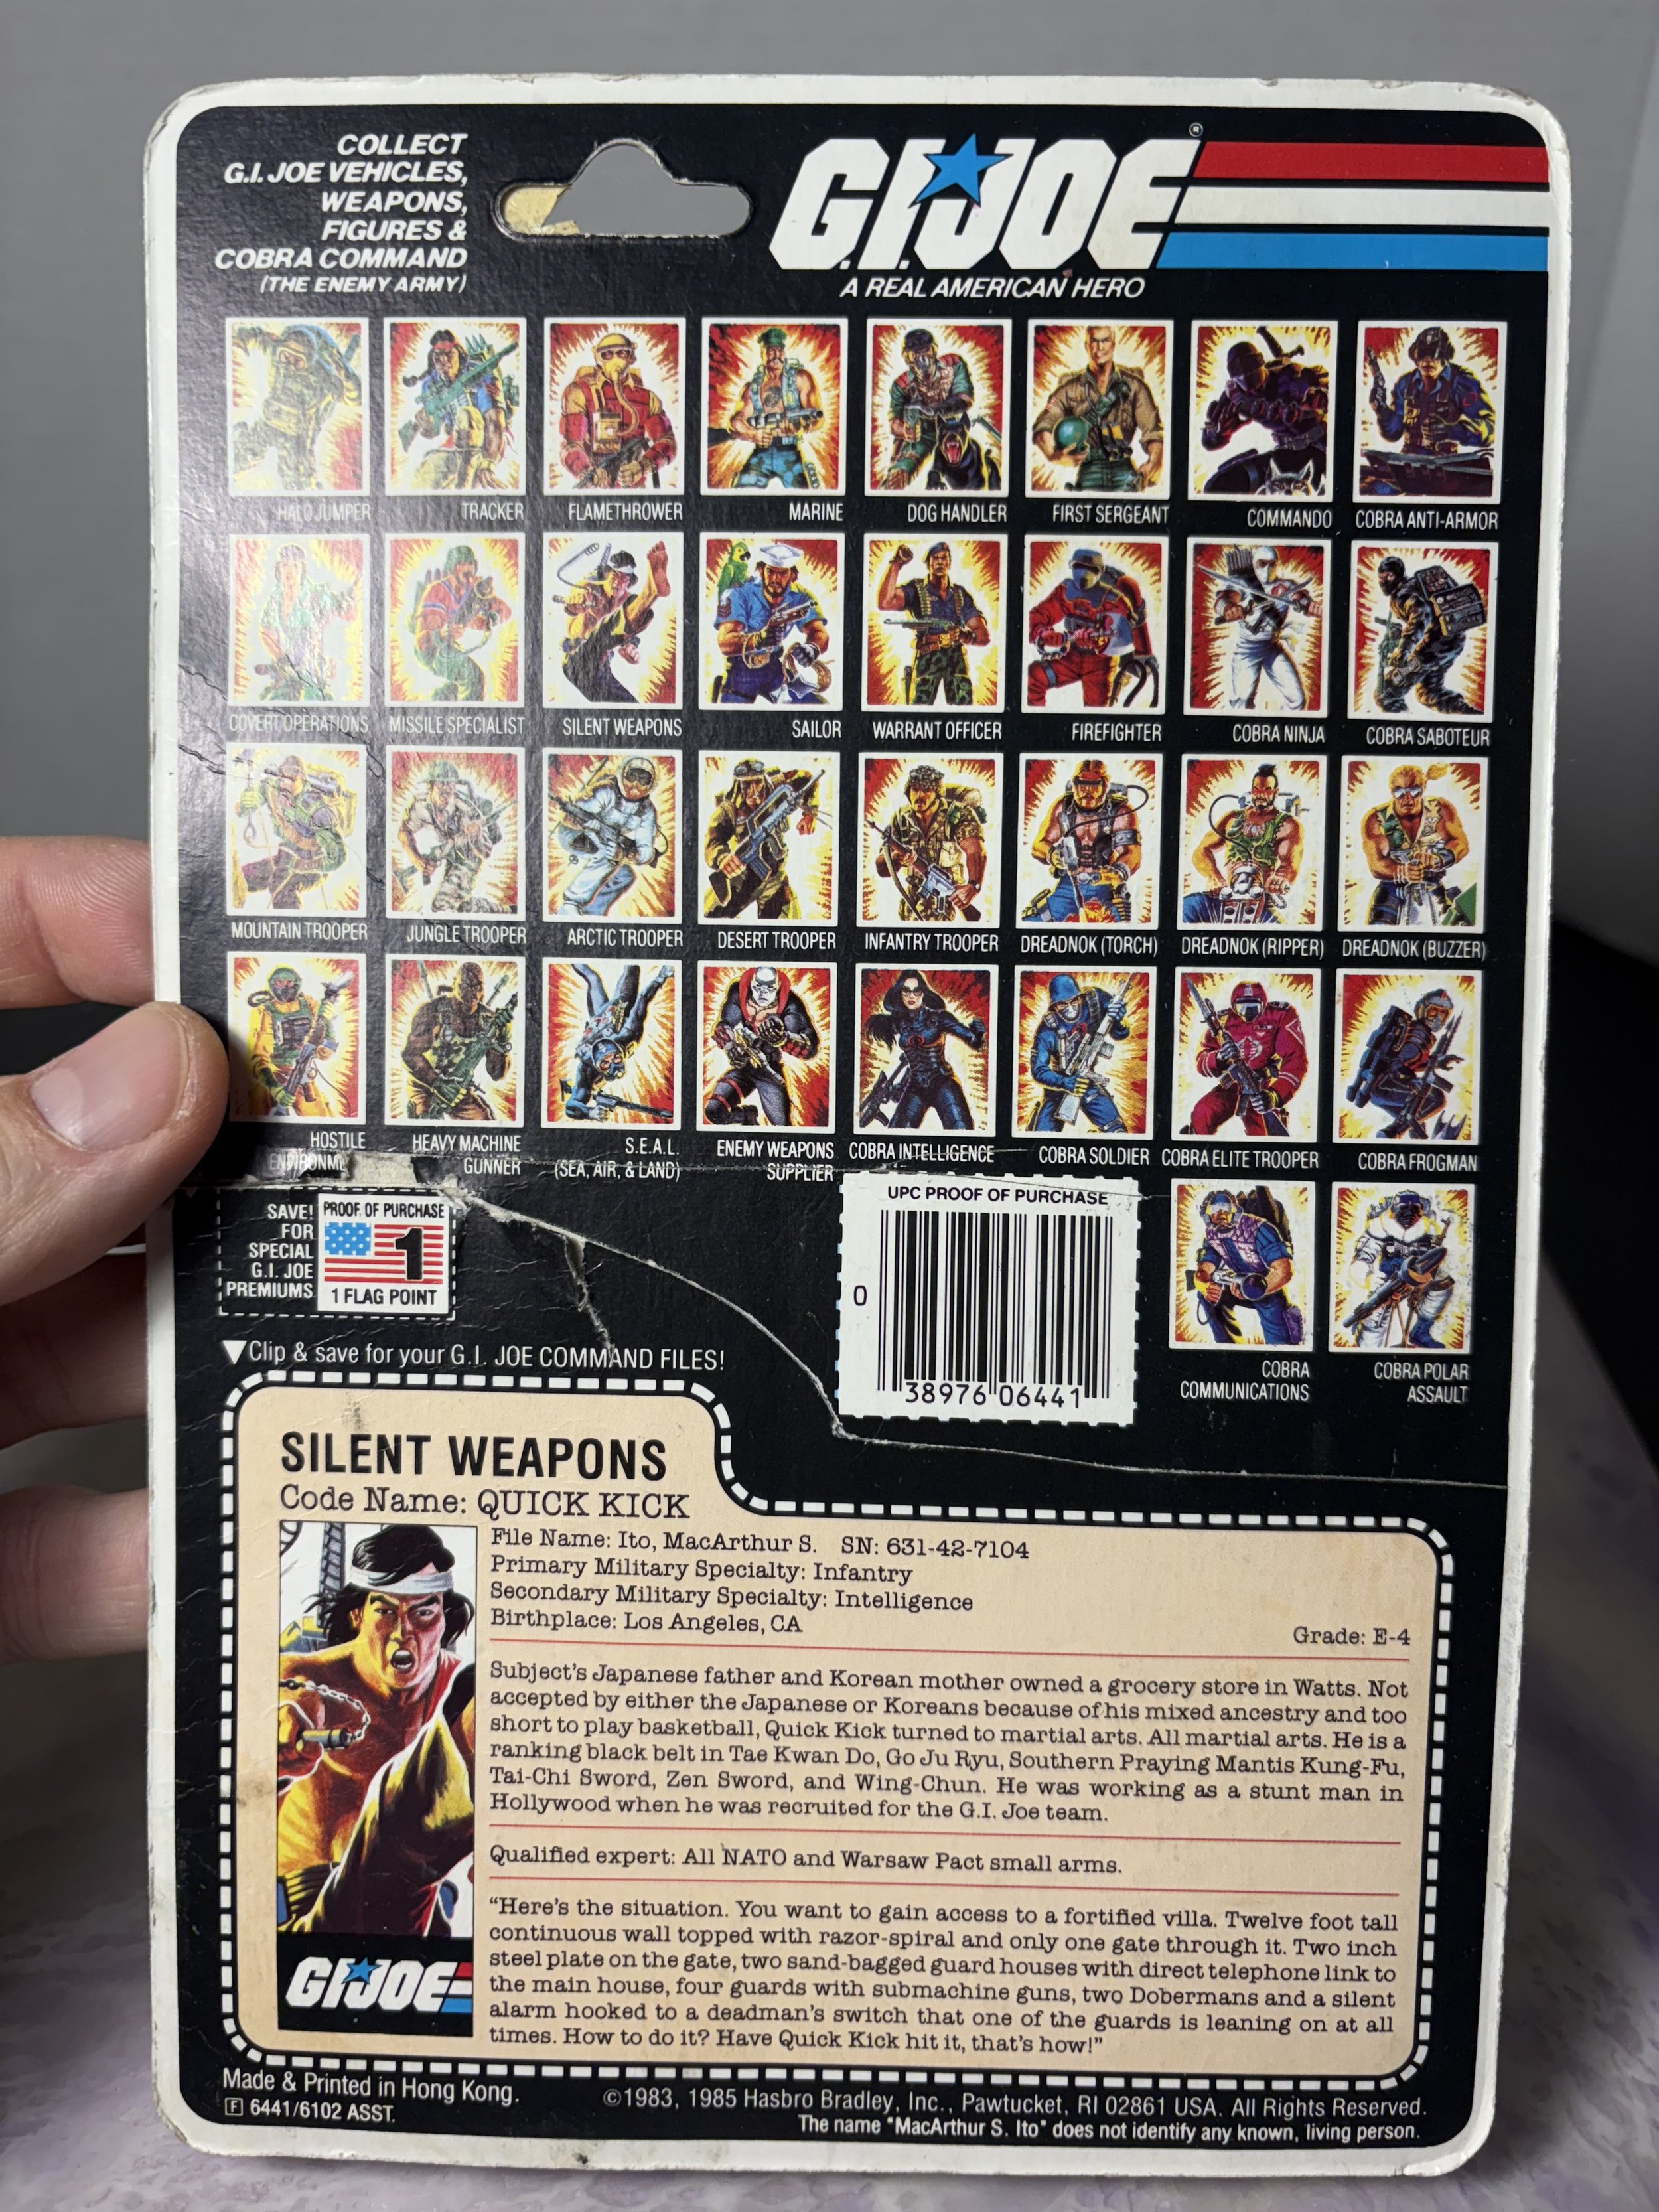 COLLECT
G.I. JOE VEHICLES,
WEAPONS,
FIGURES &
COBRA COMMAND
(THE ENEMY ARMY)
G.I. JOE ®
A REAL AMERICAN HERO
HALO JUMPER
TRACKER
FLAMETHROWER
MARINE
DOG HANDLER
FIRST SERGEANT
COMMANDO
COBRA ANTI-ARMOR
COVERT OPERATIONS
MISSILE SPECIALIST
SILENT WEAPONS
SAILOR
WARRANT OFFICER
FIREFIGHTER
COBRA NINJA
COBRA SABOTEUR
MOUNTAIN TROOPER
JUNGLE TROOPER
ARCTIC TROOPER
DESERT TROOPER
INFANTRY TROOPER
DREADNOK (TORCH)
DREADNOK (RIPPER)
DREADNOK (BUZZER)
HOSTILE
ENVIRONME
HEAVY MACHINE
GUNNER
S.E.A.L.
(SEA, AIR, & LAND)
ENEMY WEAPONS
SUPPLIER
COBRA INTELLIGENCE
COBRA SOLDIER
COBRA ELITE TROOPER
COBRA FROGMAN
SAVE!
FOR
SPECIAL
G.I. JOE
PREMIUMS
PROOF OF PURCHASE
1
1 FLAG POINT
UPC PROOF OF PURCHASE
0 38976 06441
COBRA
COMMUNICATIONS
COBRA POLAR
ASSAULT
▼Clip & save for your G.I. JOE COMMAND FILES!
SILENT WEAPONS
Code Name: QUICK KICK
File Name: Ito, MacArthur S. SN: 631-42-7104
Primary Military Specialty: Infantry
Secondary Military Specialty: Intelligence
Birthplace: Los Angeles, CA
Grade: E-4
Subject's Japanese father and Korean mother owned a grocery store in Watts. Not
accepted by either the Japanese or Koreans because of his mixed ancestry and too
short to play basketball, Quick Kick turned to martial arts. All martial arts. He is a
ranking black belt in Tae Kwan Do, Go Ju Ryu, Southern Praying Mantis Kung-Fu,
Tai-Chi Sword, Zen Sword, and Wing-Chun. He was working as a stunt man in
Hollywood when he was recruited for the G.I. Joe team.
Qualified expert: All NATO and Warsaw Pact small arms.
“Here's the situation. You want to gain access to a fortified villa. Twelve foot tall
continuous wall topped with razor-spiral and only one gate through it. Two inch
steel plate on the gate, two sand-bagged guard houses with direct telephone link to
the main house, four guards with submachine guns, two Dobermans and a silent
alarm hooked to a deadman's switch that one of the guards is leaning on at all
times. How to do it? Have Quick Kick hit it, that's how!”
GI JOE
Made & Printed in Hong Kong.
F 6441/6102 ASST.
©1983, 1985 Hasbro Bradley, Inc., Pawtucket, RI 02861 USA. All Rights Reserved.
The name "MacArthur S. Ito" does not identify any known, living person.